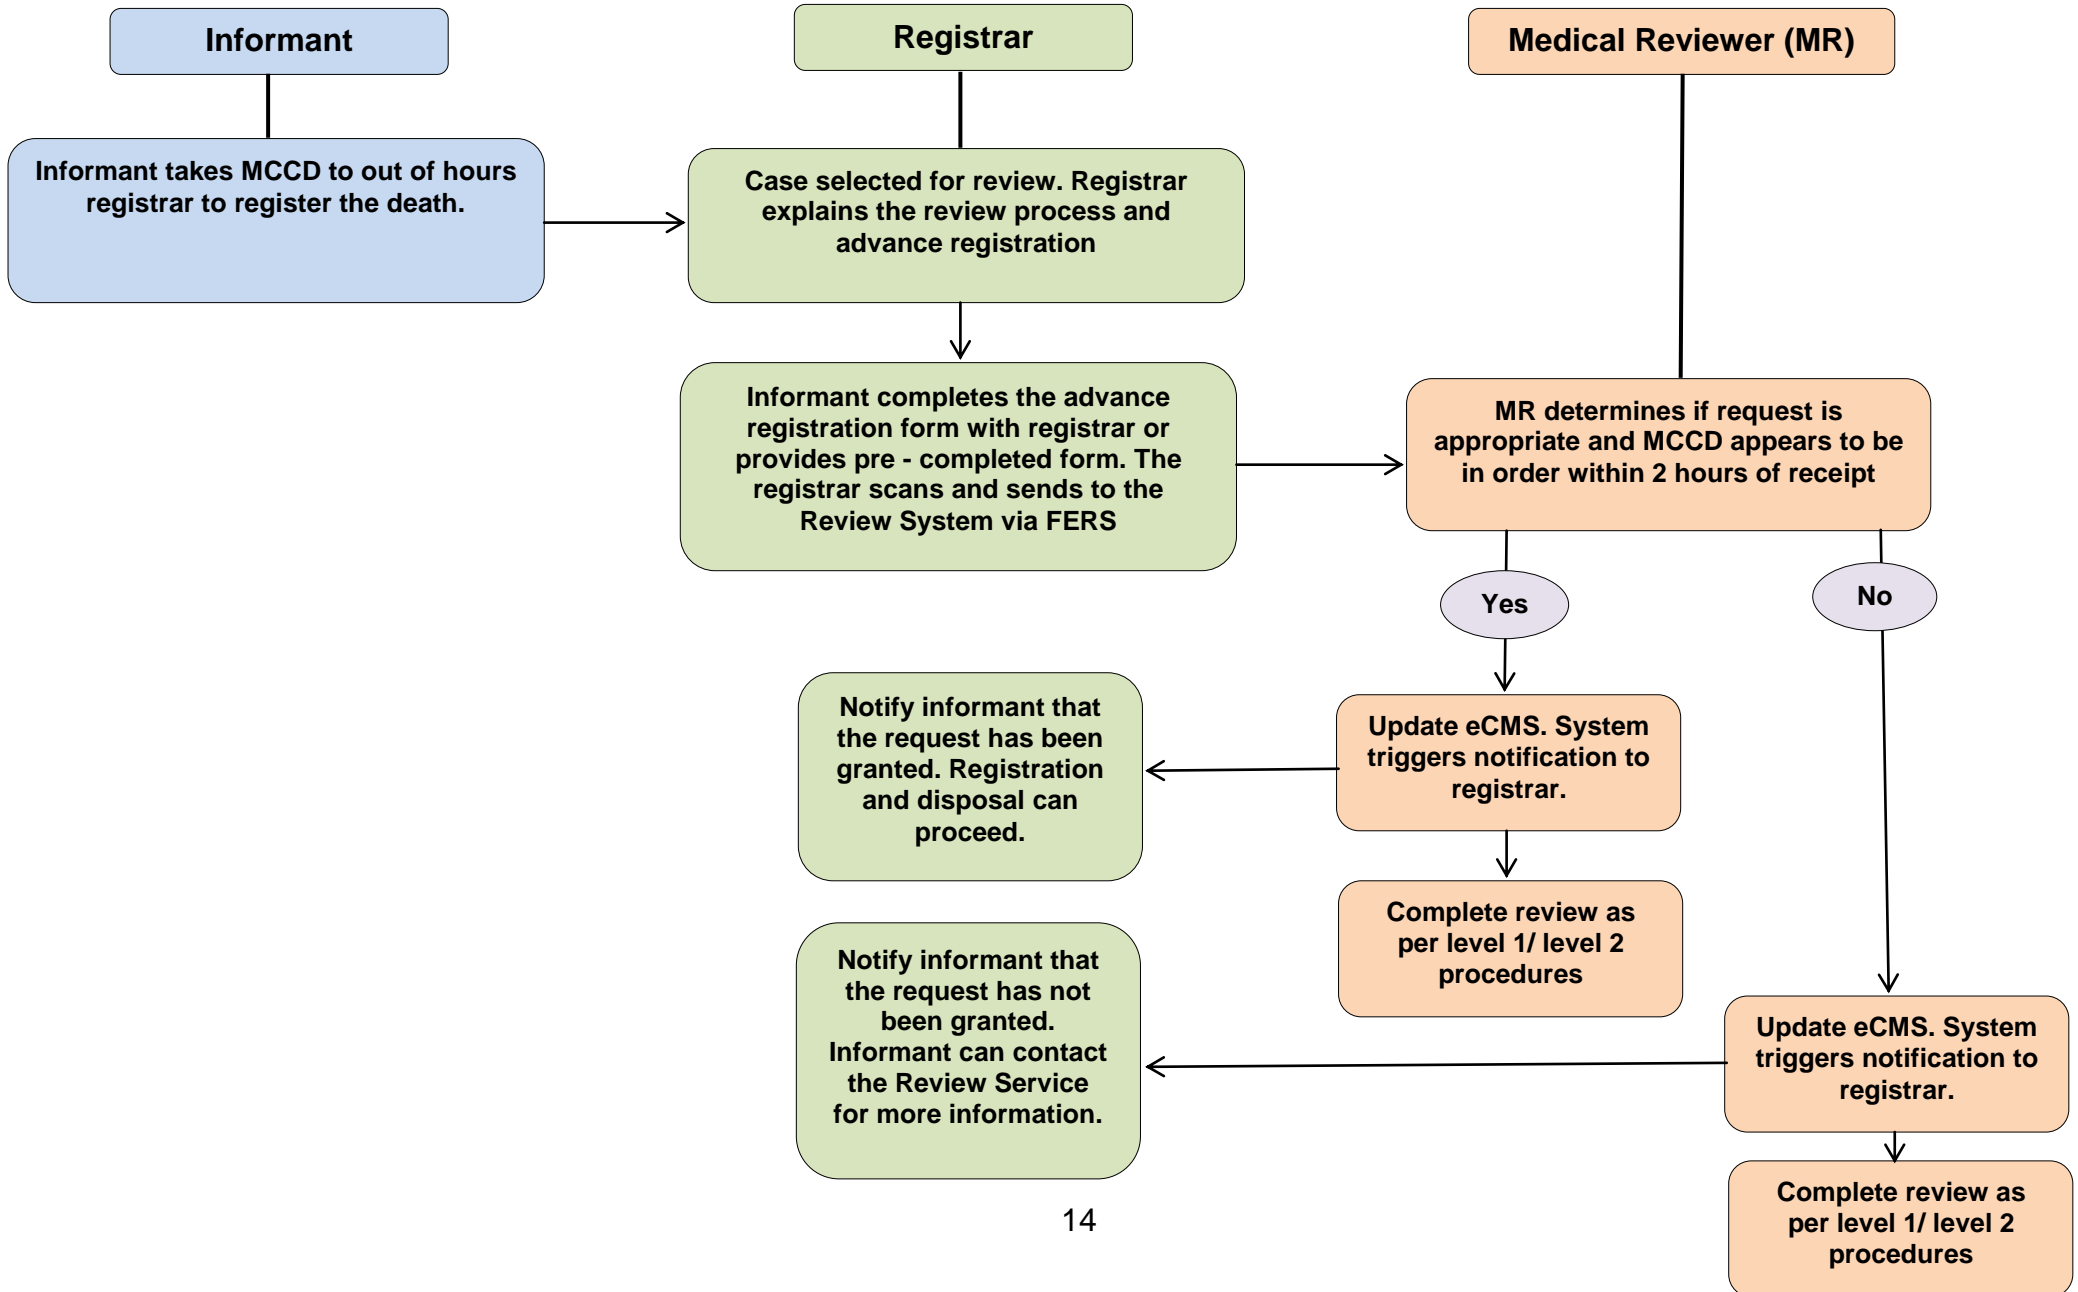 Informant
Registrar
Medical Reviewer (MR)
Informant takes MCCD to out of hours
registrar to register the death.
Case selected for review. Registrar
explains the review process and
advance registration
Informant completes the advance
registration form with registrar or
provides pre - completed form. The
registrar scans and sends to the
Review System via FERS
MR determines if request is
appropriate and MCCD appears to be
in order within 2 hours of receipt
Yes
No
Notify informant that
the request has been
granted. Registration
and disposal can
proceed.
Update eCMS. System
triggers notification to
registrar.
Complete review as
per level 1/ level 2
procedures
Notify informant that
the request has not
been granted.
Informant can contact
the Review Service
for more information.
Update eCMS. System
triggers notification to
registrar.
Complete review as
per level 1/ level 2
procedures
14